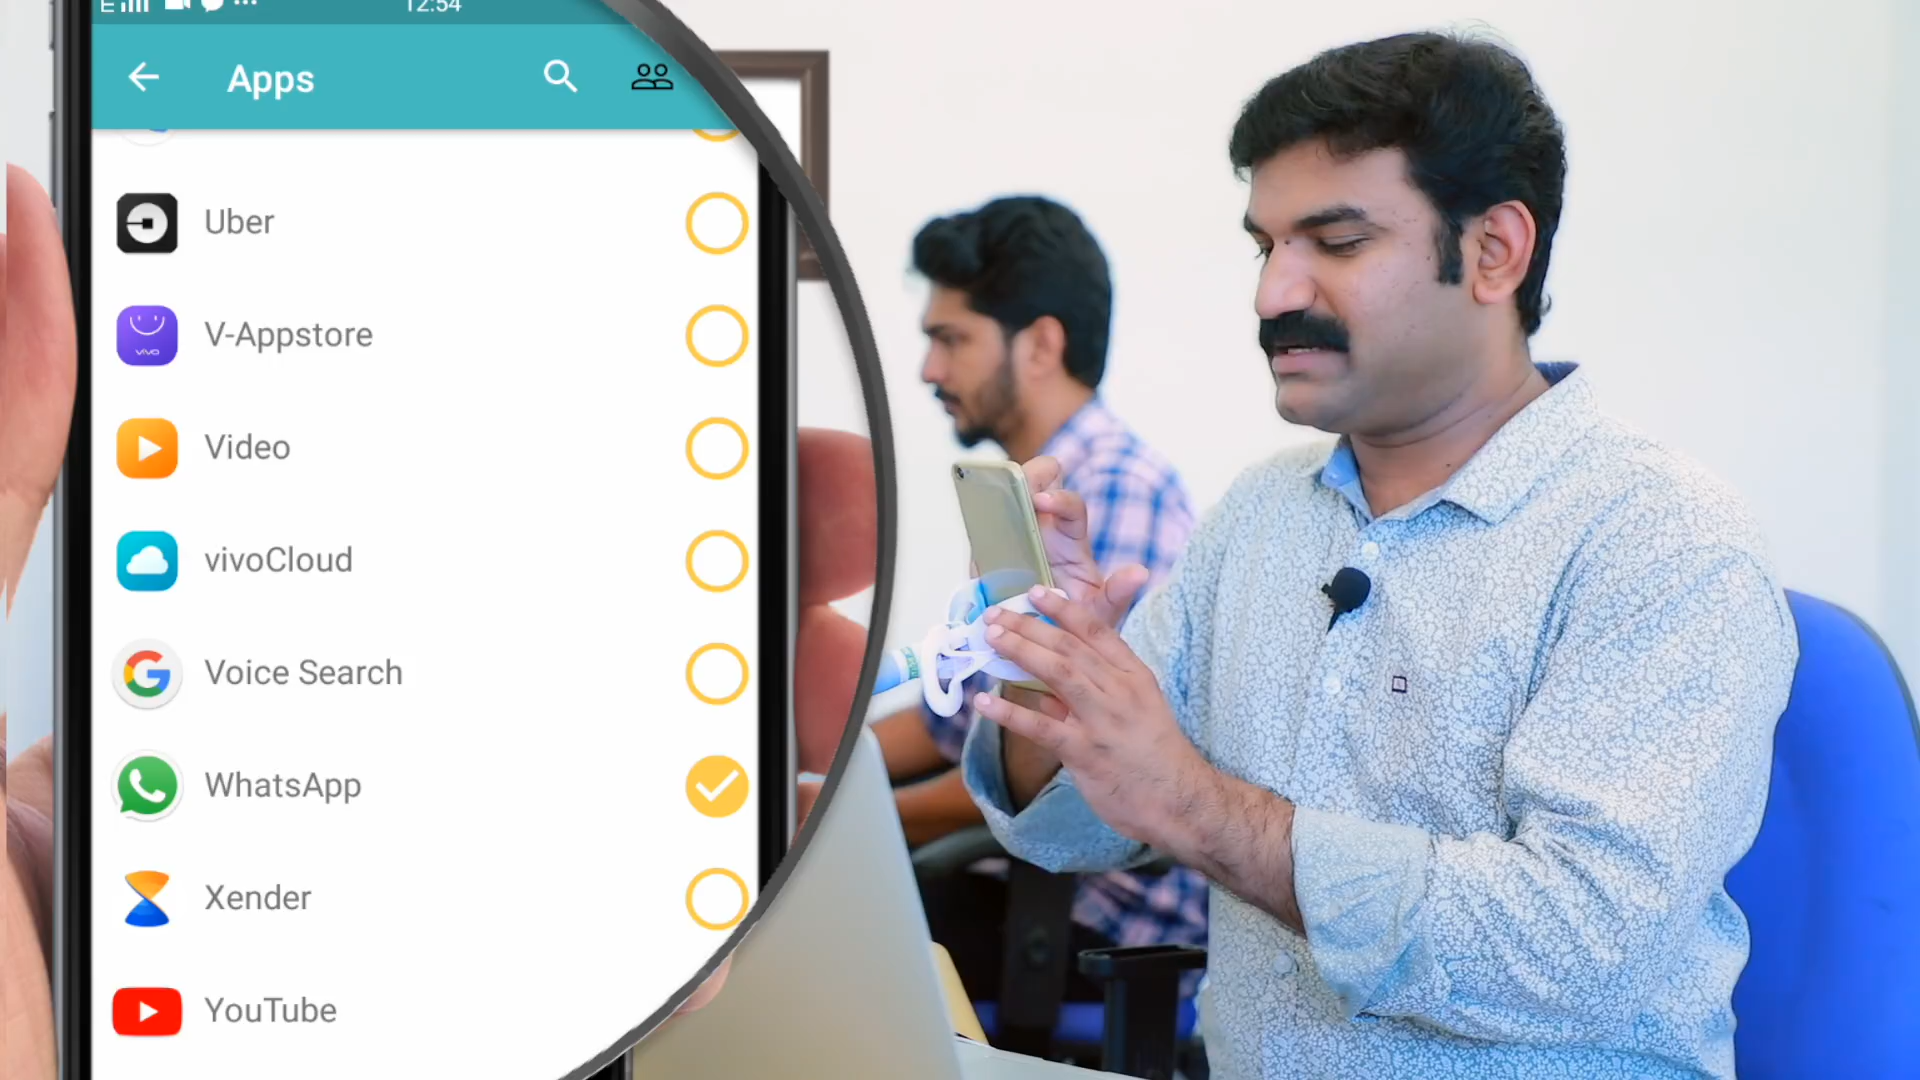 12:54
Apps
Uber
V-Appstore
vivo
Video
vivoCloud
Voice Search
WhatsApp
Xender
YouTube